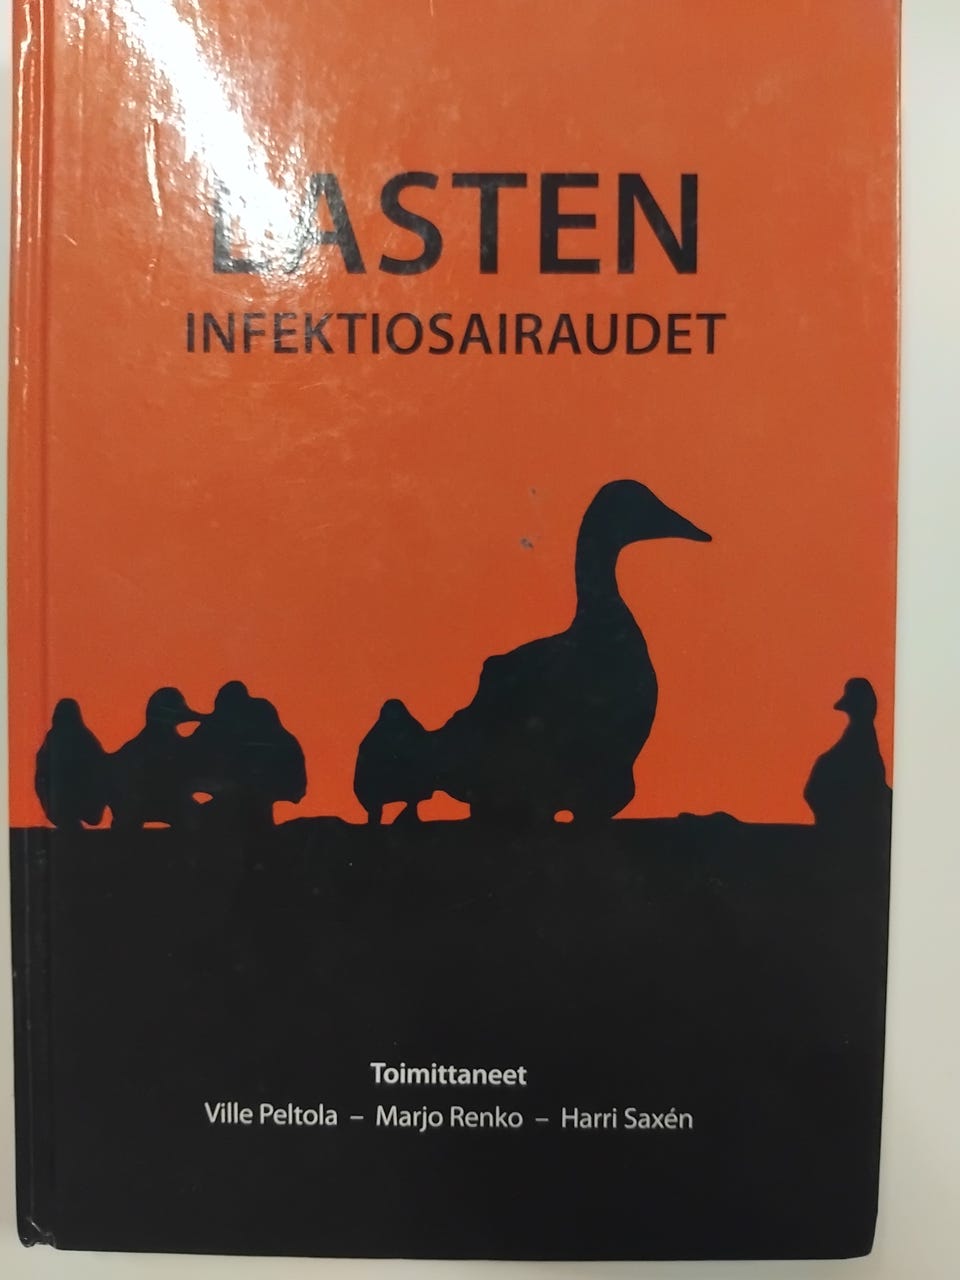 LASTEN
INFEKTIOSAIRAUDET
Toimittaneet
Ville Peltola – Marjo Renko – Harri Saxén